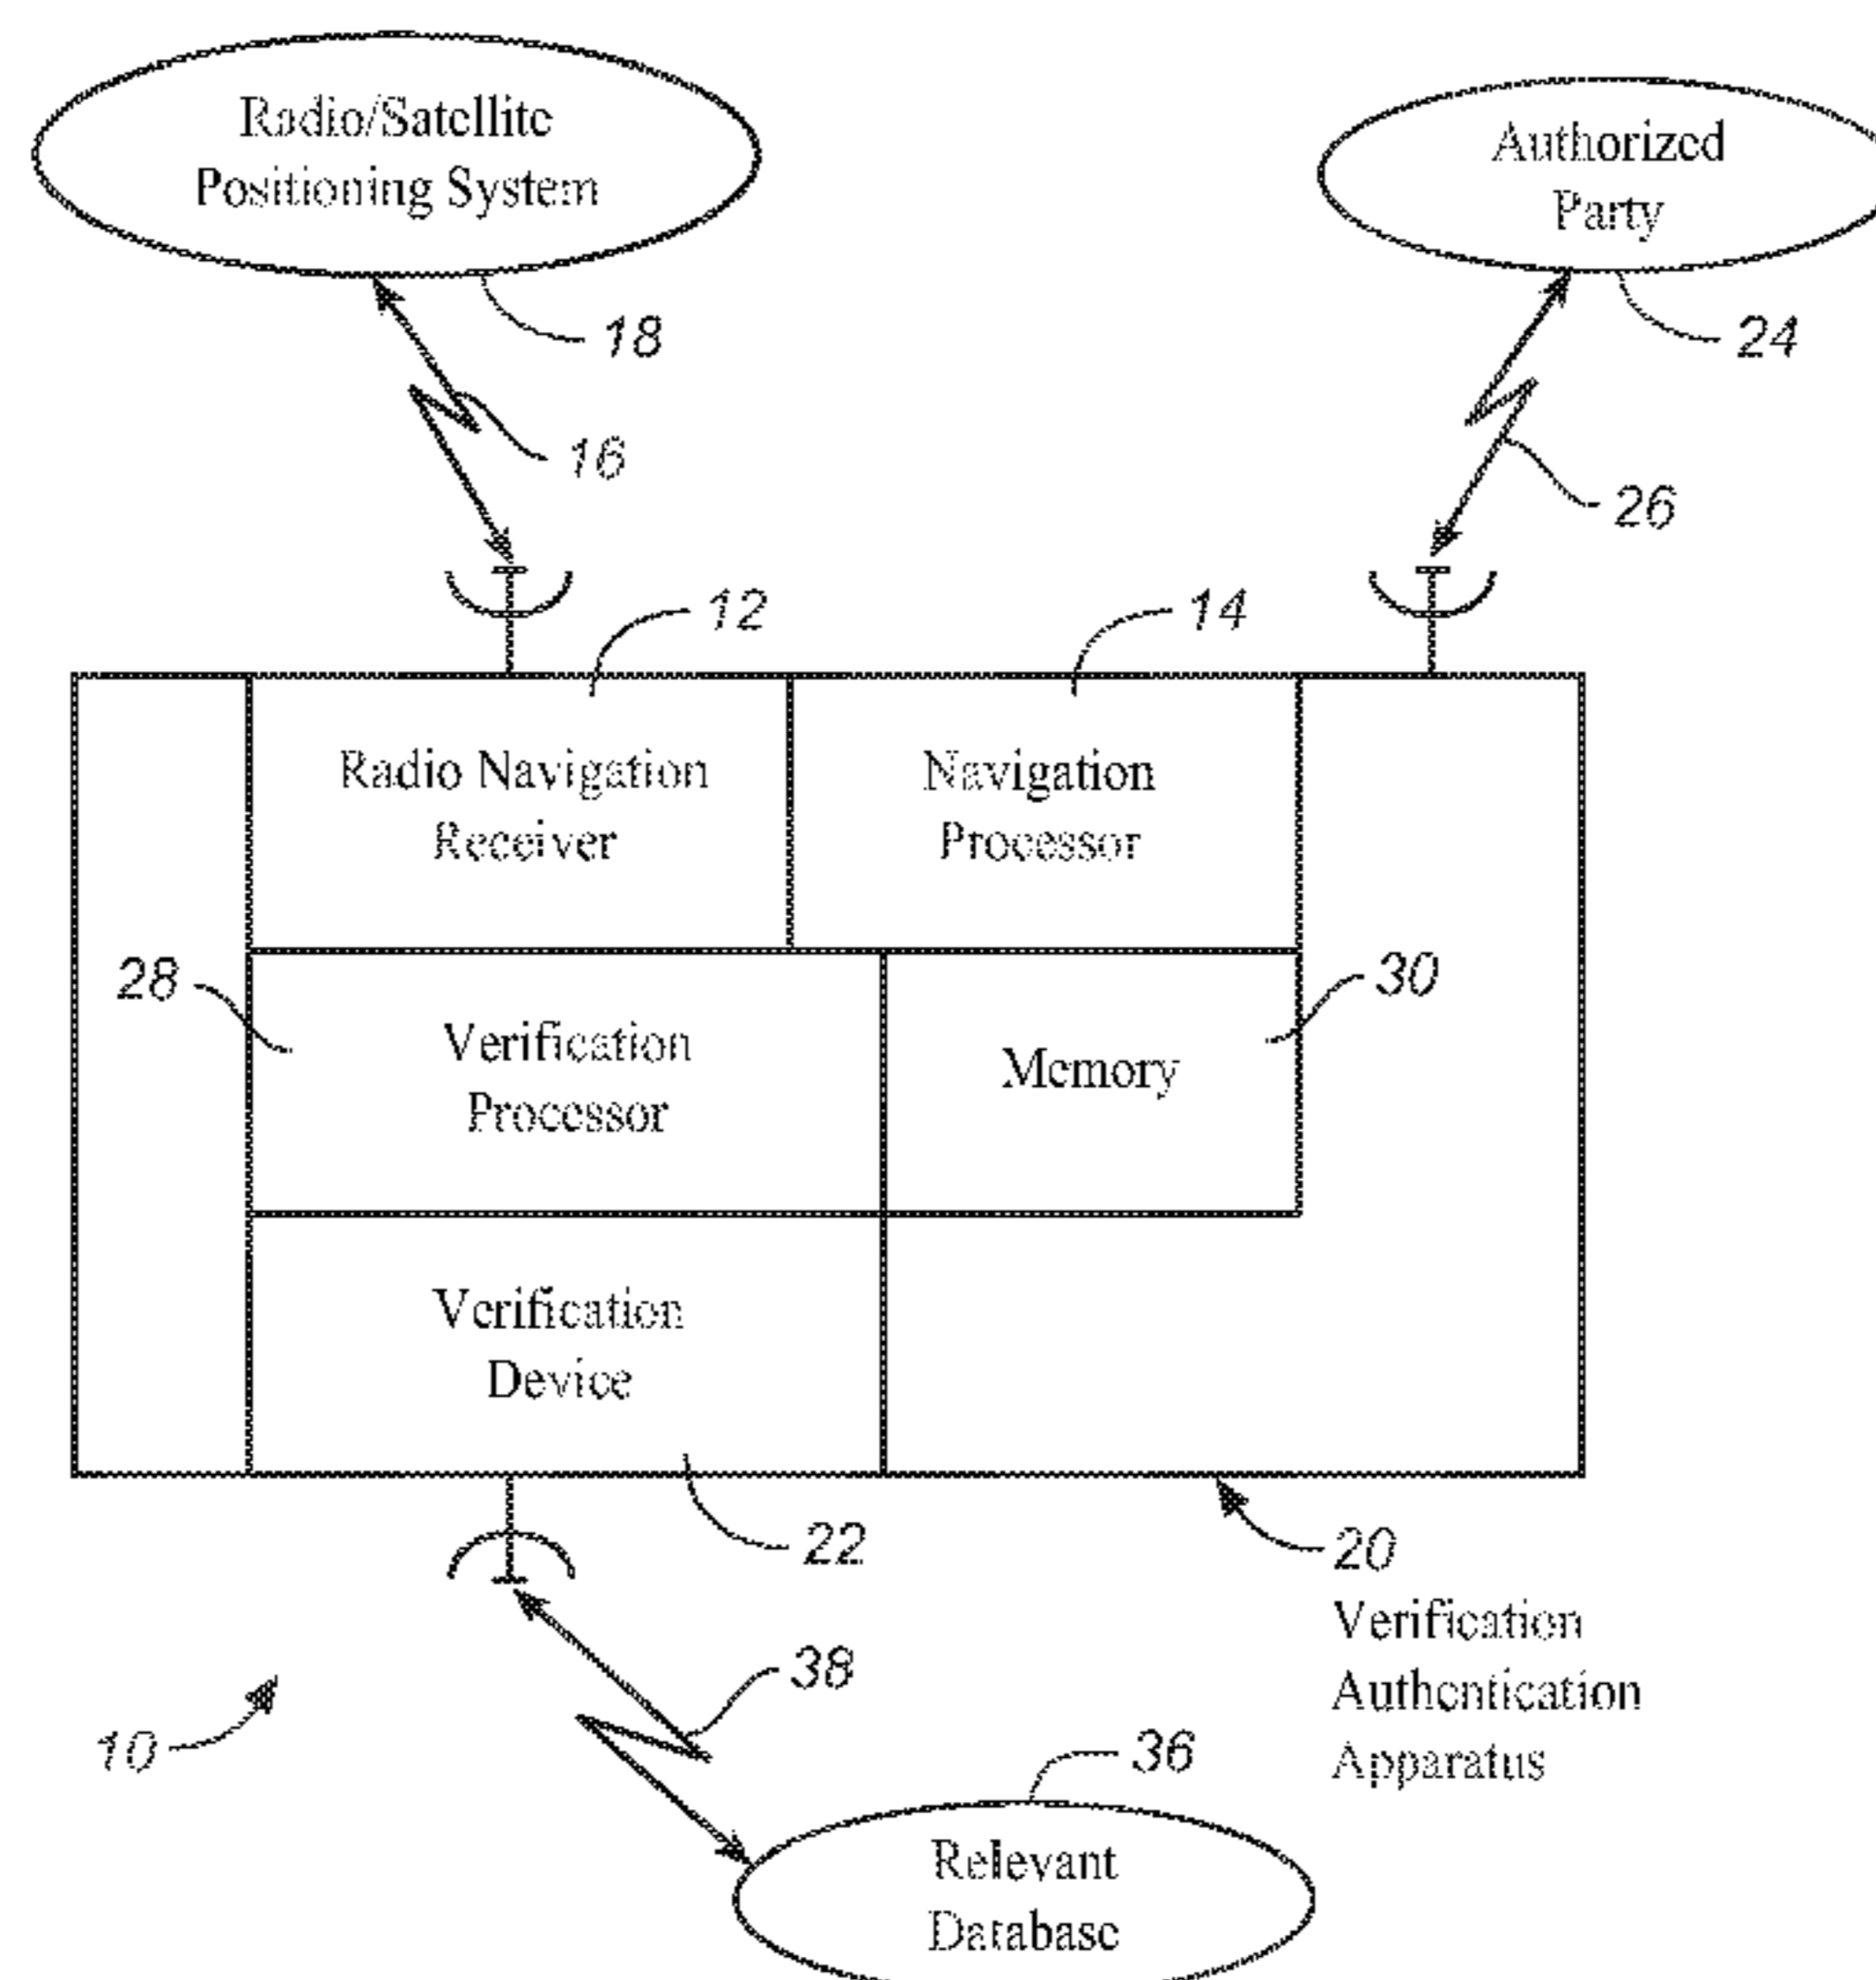 Radio/Satellite
Positioning System
Authorized
Party
18
24
16
26
12
14
Radio Navigation
Receiver
Navigation
Processor
28
30
Verification
Processor
Memory
Verification
Device
22
20
Verification
Authentication
Apparatus
38
10
36
Relevant
Database